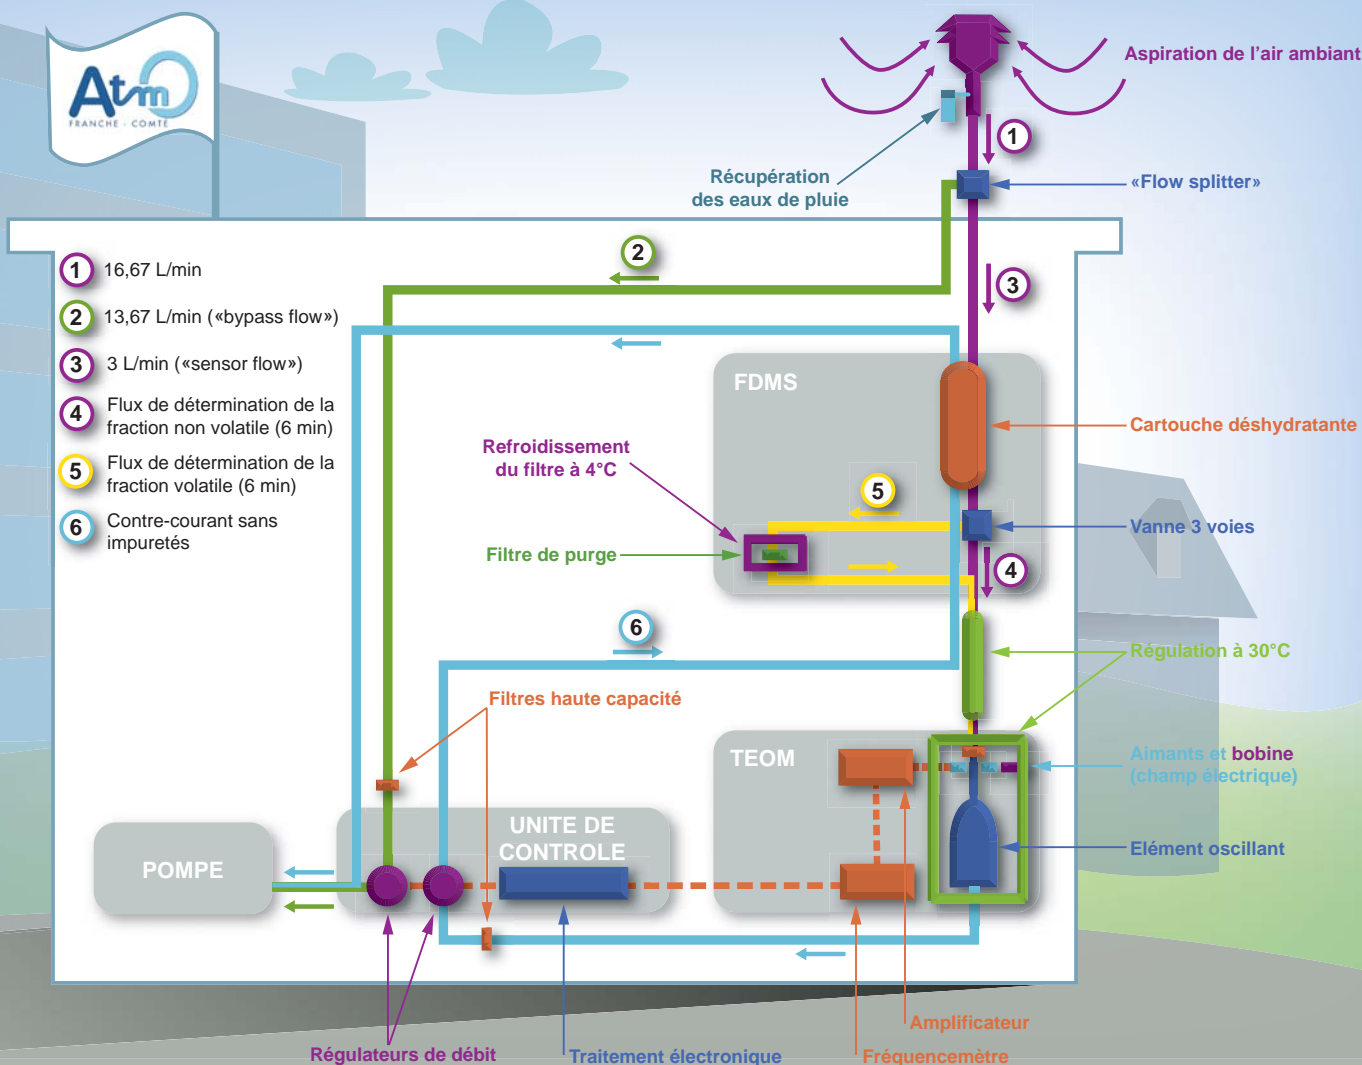 Atm
FRANCHE - COMTÉ
Aspiration de l'air ambiant
1
Récupération
des eaux de pluie
«Flow splitter»
1 16,67 L/min
2 13,67 L/min («bypass flow»)
3 3 L/min («sensor flow»)
4 Flux de détermination de la
fraction non volatile (6 min)
5 Flux de détermination de la
fraction volatile (6 min)
6 Contre-courant sans
impuretés
2
3
FDMS
Cartouche déshydratante
Refroidissement
du filtre à 4°C
5
Vanne 3 voies
Filtre de purge
4
6
Régulation à 30°C
Filtres haute capacité
TEOM
Aimants et bobine
(champ électrique)
UNITE DE
CONTROLE
POMPE
Elément oscillant
Amplificateur
Régulateurs de débit
Traitement électronique
Fréquencemètre